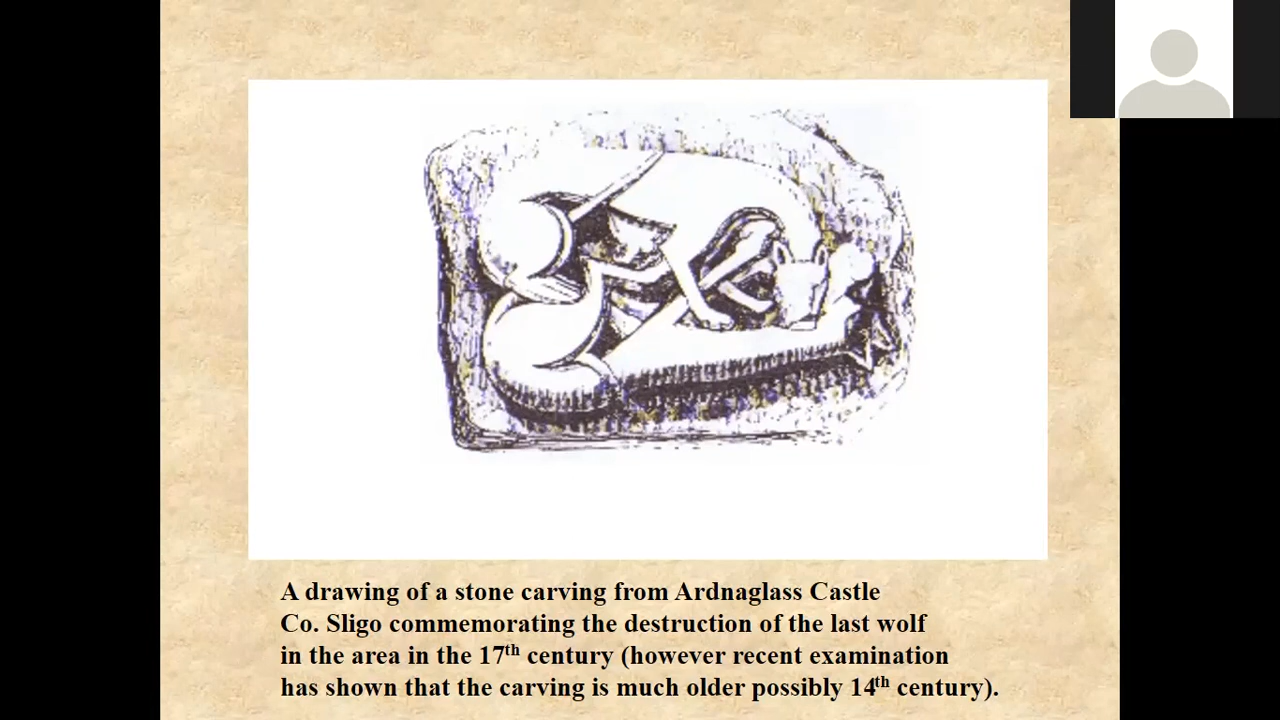 A drawing of a stone carving from Ardnaglass Castle
Co. Sligo commemorating the destruction of the last wolf
in the area in the 17th century (however recent examination
has shown that the carving is much older possibly 14th century).